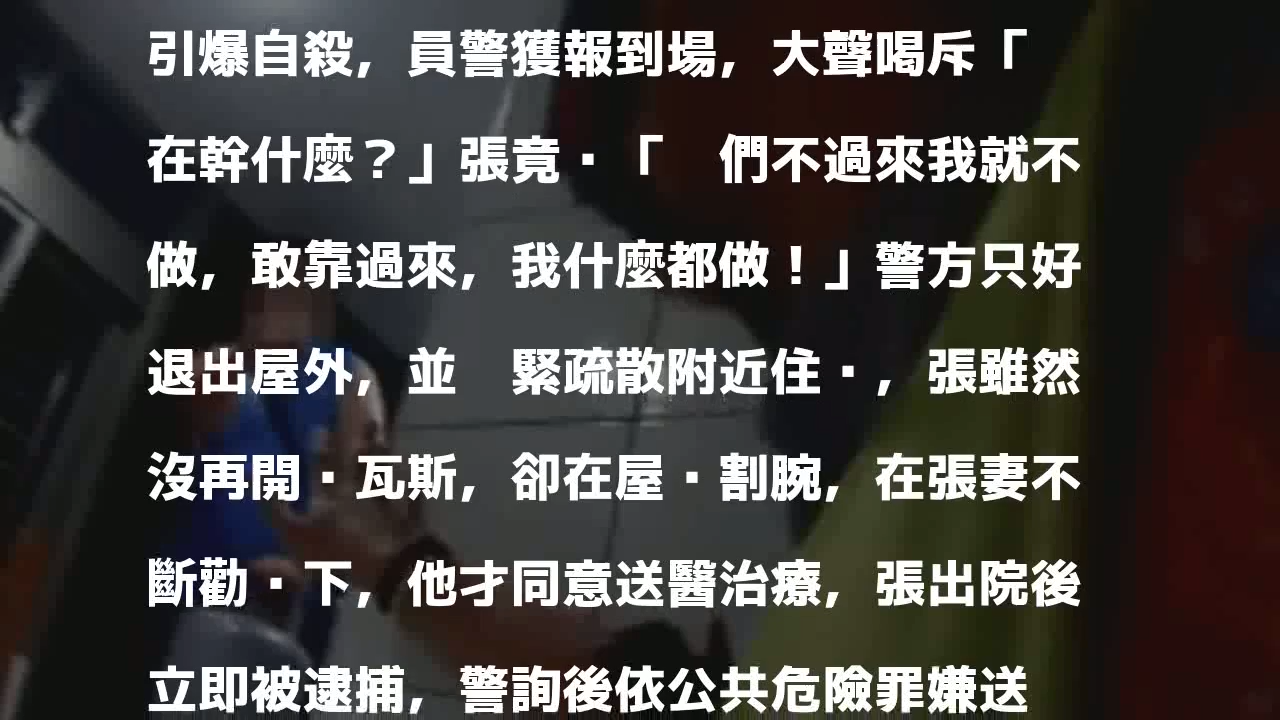 引爆自殺，員警獲報到場，大聲喝斥「
在幹什麼？」張竟·「　們不過來我就不
做，敢靠過來，我什麼都做！」警方只好
退出屋外，並　緊疏散附近住·，張雖然
沒再開·瓦斯，卻在屋·割腕，在張妻不
斷勸·下，他才同意送醫治療，張出院後
立即被逮捕，警詢後依公共危險罪嫌送